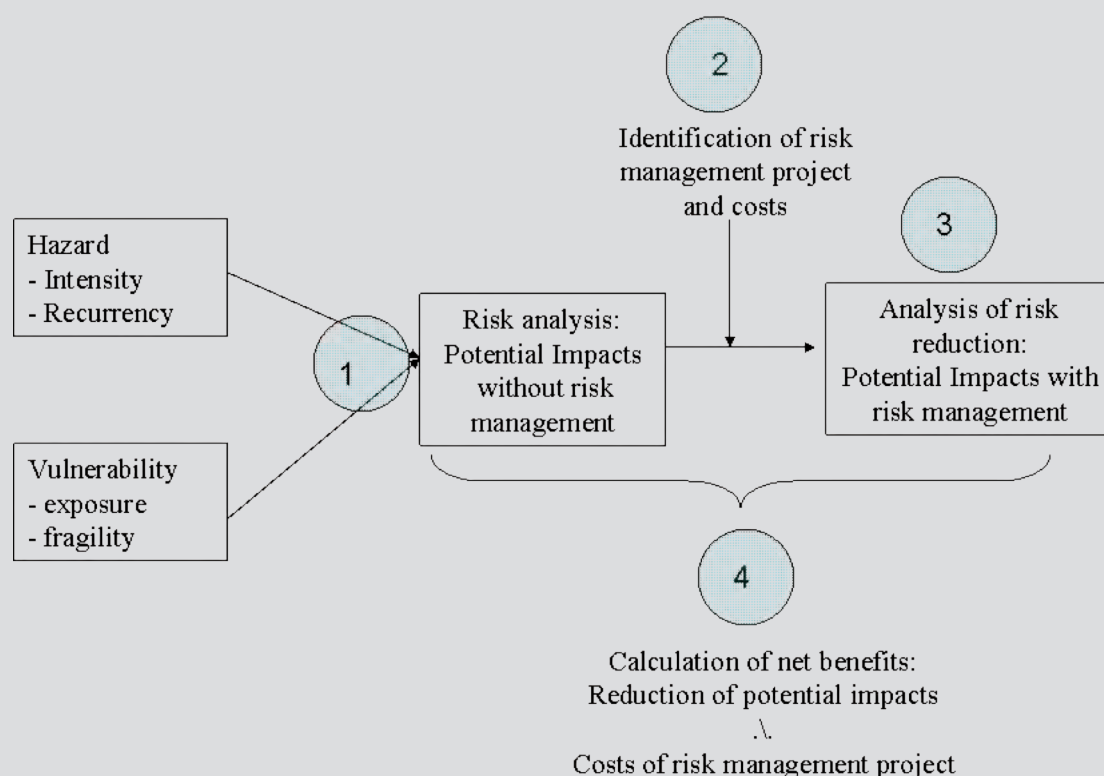 2
Identification of risk
management project
and costs
3
Hazard
- Intensity
- Recurrency
1
Risk analysis:
Potential Impacts
without risk
management
Analysis of risk
reduction:
Potential Impacts with
risk management
Vulnerability
- exposure
- fragility
4
Calculation of net benefits:
Reduction of potential impacts
.\.
Costs of risk management project